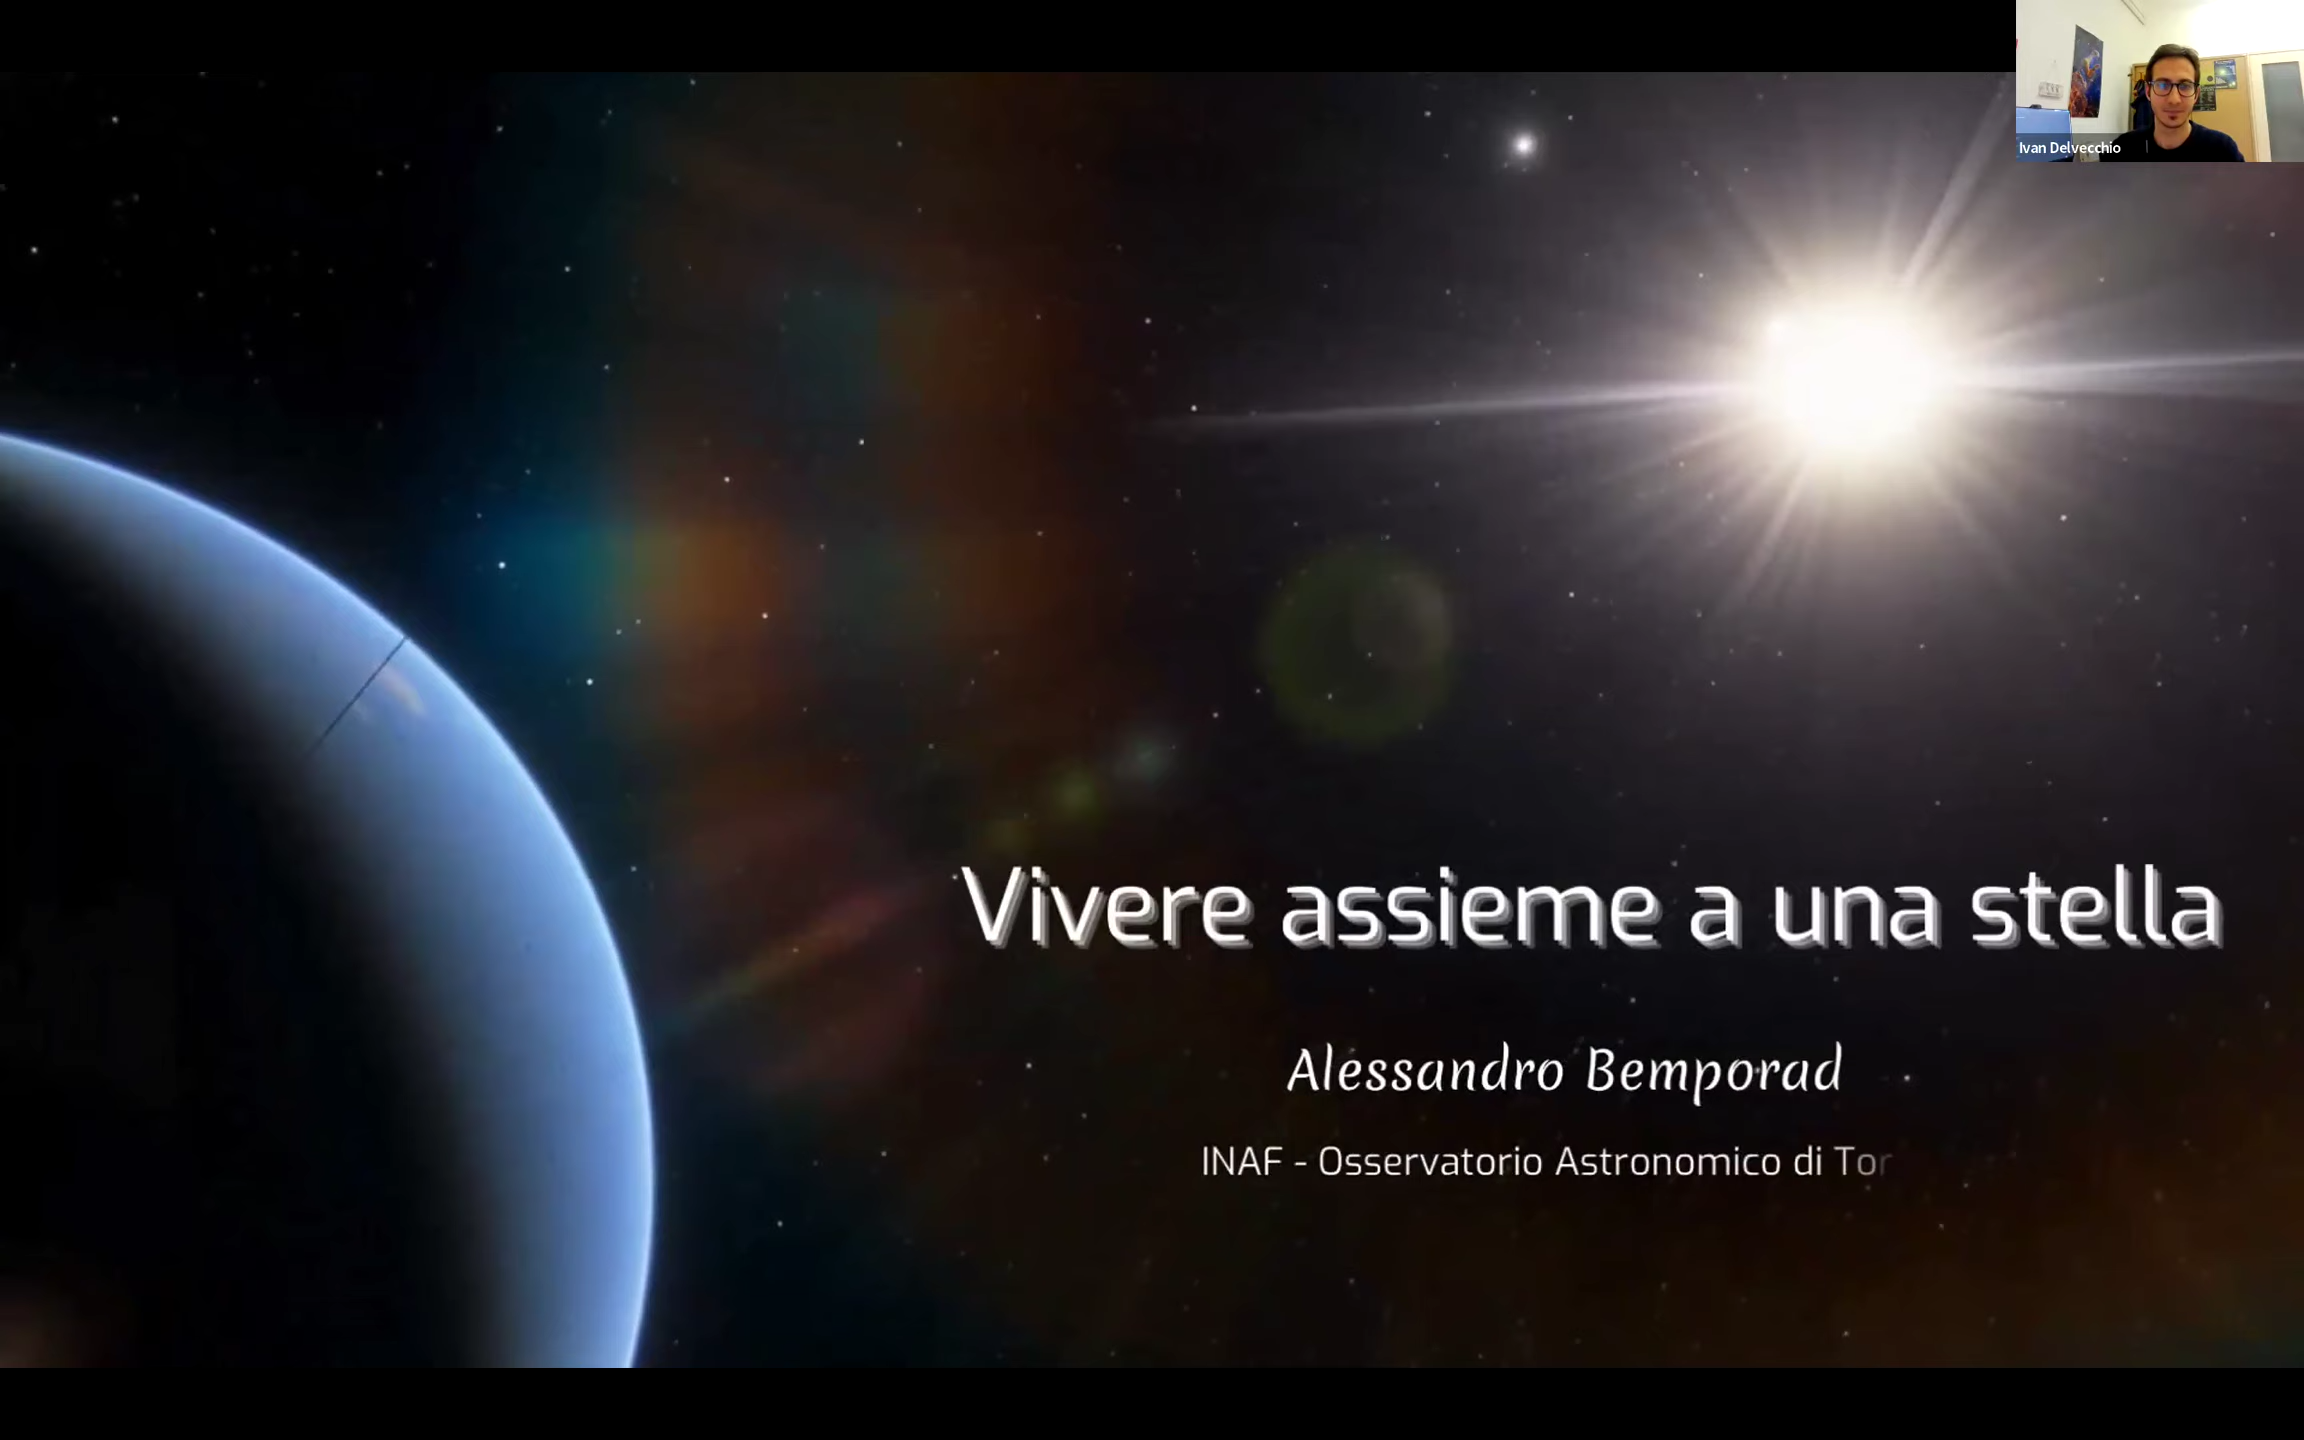 Ivan Delvecchio
Vivere assieme a una stella
Alessandro Bemporad
INAF - Osservatorio Astronomico di Tor